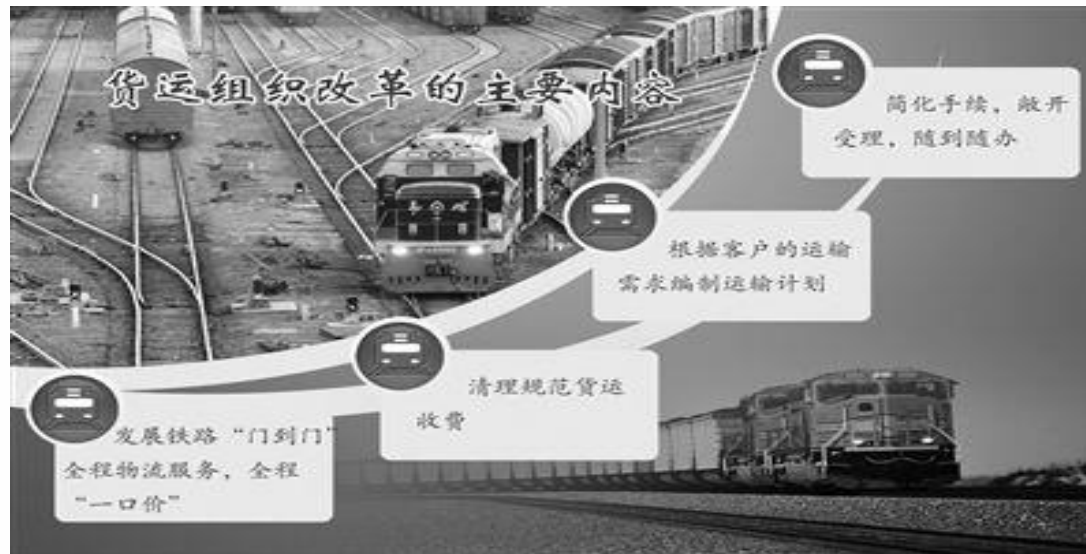 货运组织改革的主要内容
简化手续，敞开
受理，随到随办
根据客户的运输
需求编制运输计划
清理规范货运
收费
发展铁路“门到门”
全程物流服务，全程
“一口价”